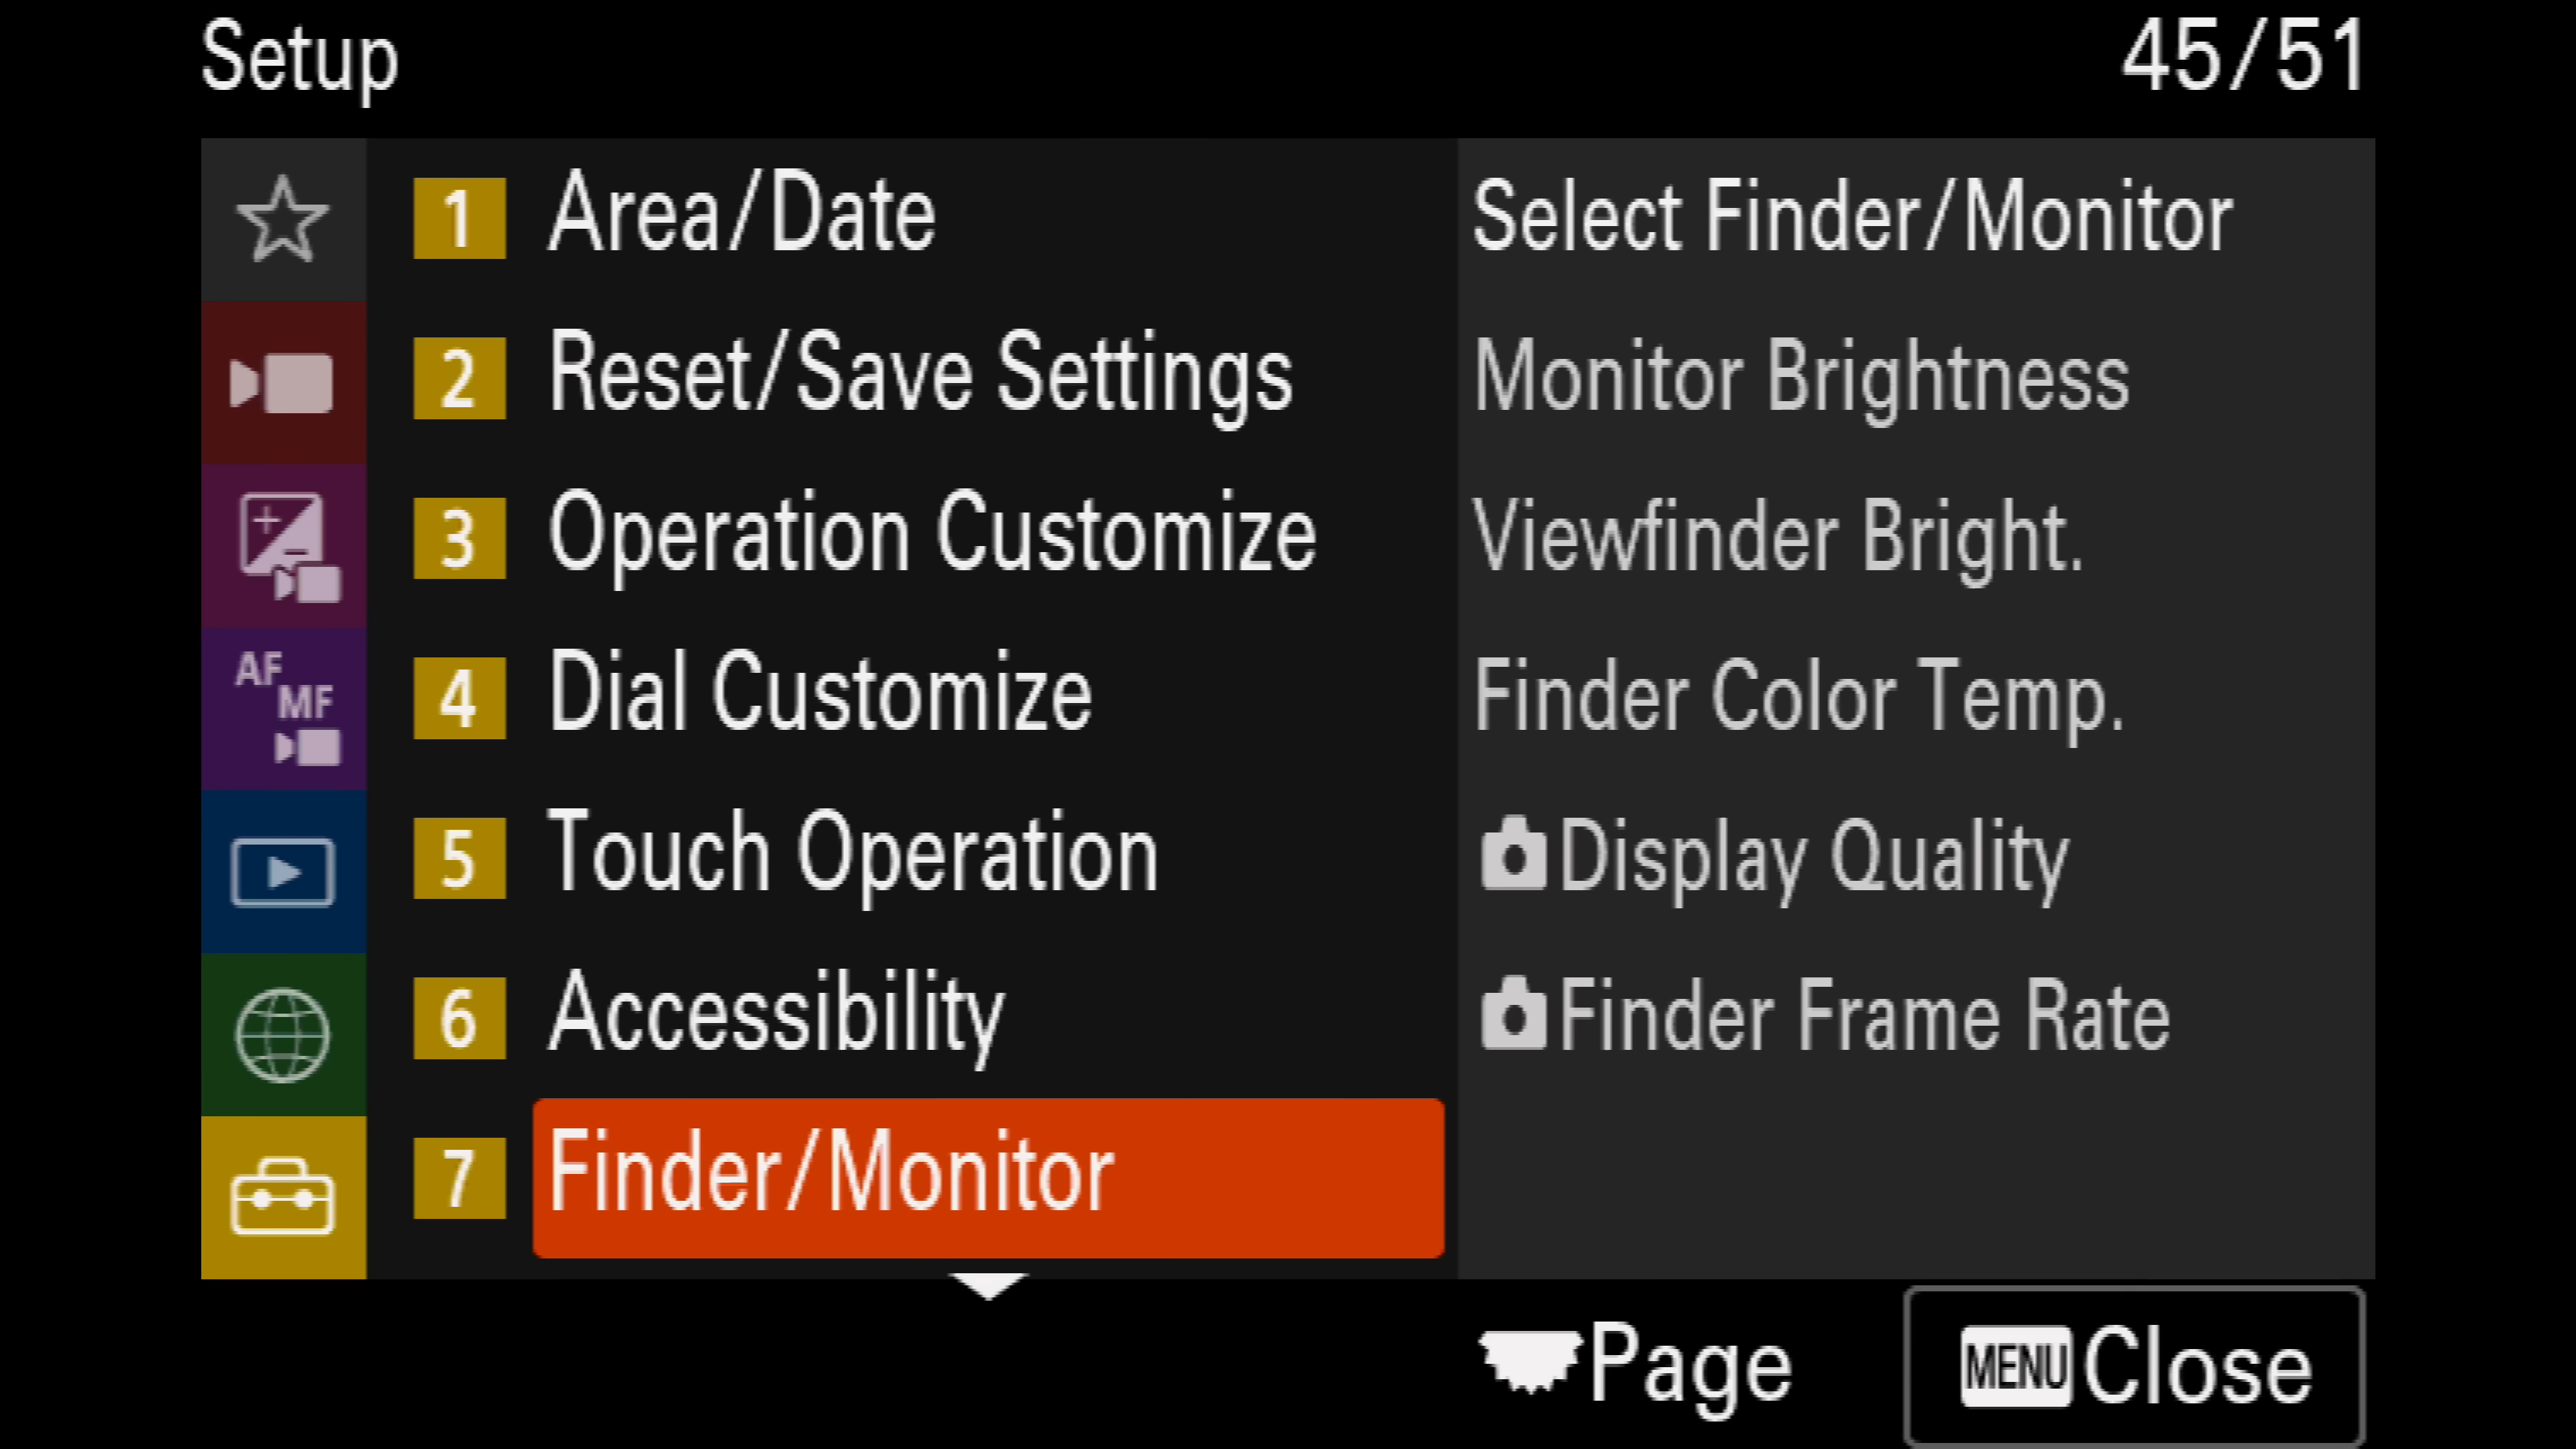 Setup 45/51
1 Area/Date
2 Reset/Save Settings
3 Operation Customize
4 Dial Customize
5 Touch Operation
6 Accessibility
7 Finder/Monitor
Select Finder/Monitor
Monitor Brightness
Viewfinder Bright.
Finder Color Temp.
Display Quality
Finder Frame Rate
AF
MF
Page
MENU Close